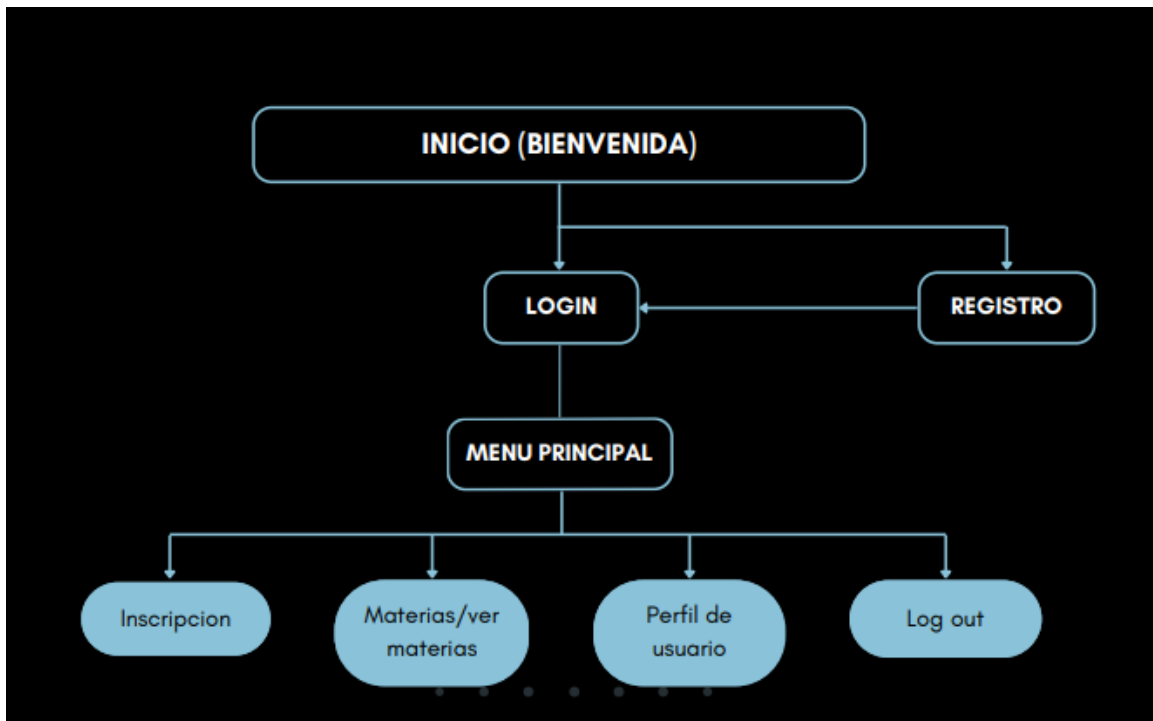 INICIO (BIENVENIDA)
LOGIN
REGISTRO
MENU PRINCIPAL
Inscripcion
Materias/ver
materias
Perfil de
usuario
Log out